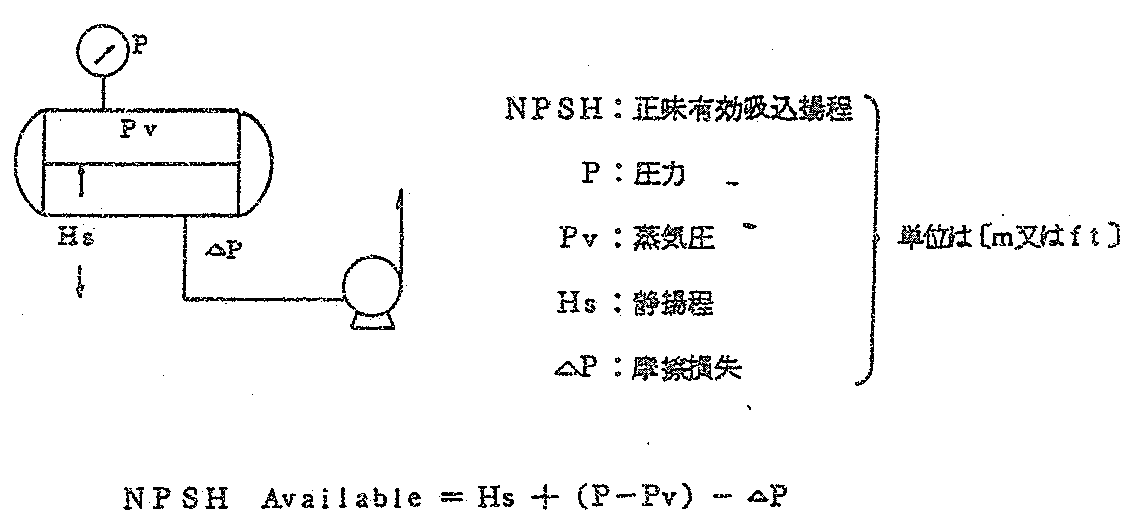 P
Pv
Hs
△P
NPSH：正味有効吸込揚程
P：圧力
Pv：蒸気圧
Hs：静揚程
△P：摩擦損失
単位は〔m又はft〕
NPSH Available = Hs + (P-Pv) - △P